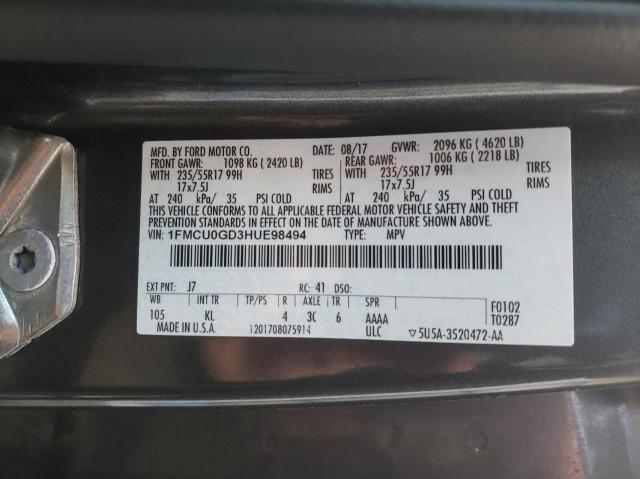 MFD. BY FORD MOTOR CO. DATE: 08/17 GVWR: 2096 KG ( 4620 LB)
FRONT GAWR: 1098 KG ( 2420 LB) REAR GAWR: 1006 KG ( 2218 LB)
WITH 235/55R17 99H TIRES WITH 235/55R17 99H TIRES
17x7.5J RIMS 17x7.5J RIMS
AT 240 kPa/ 35 PSI COLD AT 240 kPa/ 35 PSI COLD
THIS VEHICLE CONFORMS TO ALL APPLICABLE FEDERAL MOTOR VEHICLE SAFETY AND THEFT
PREVENTION STANDARDS IN EFFECT ON THE DATE OF MANUFACTURE SHOWN ABOVE.
VIN: 1FMCU0GD3HUE98494 TYPE: MPV
EXT PNT: J7 RC: 41 DSO: F0102
WB INT TR TP/PS R AXLE TR SPR T0287
105 KL 4 3C 6 AAAA
MADE IN U.S.A. 1201708075914 ULC ▽5U5A-3520472-AA